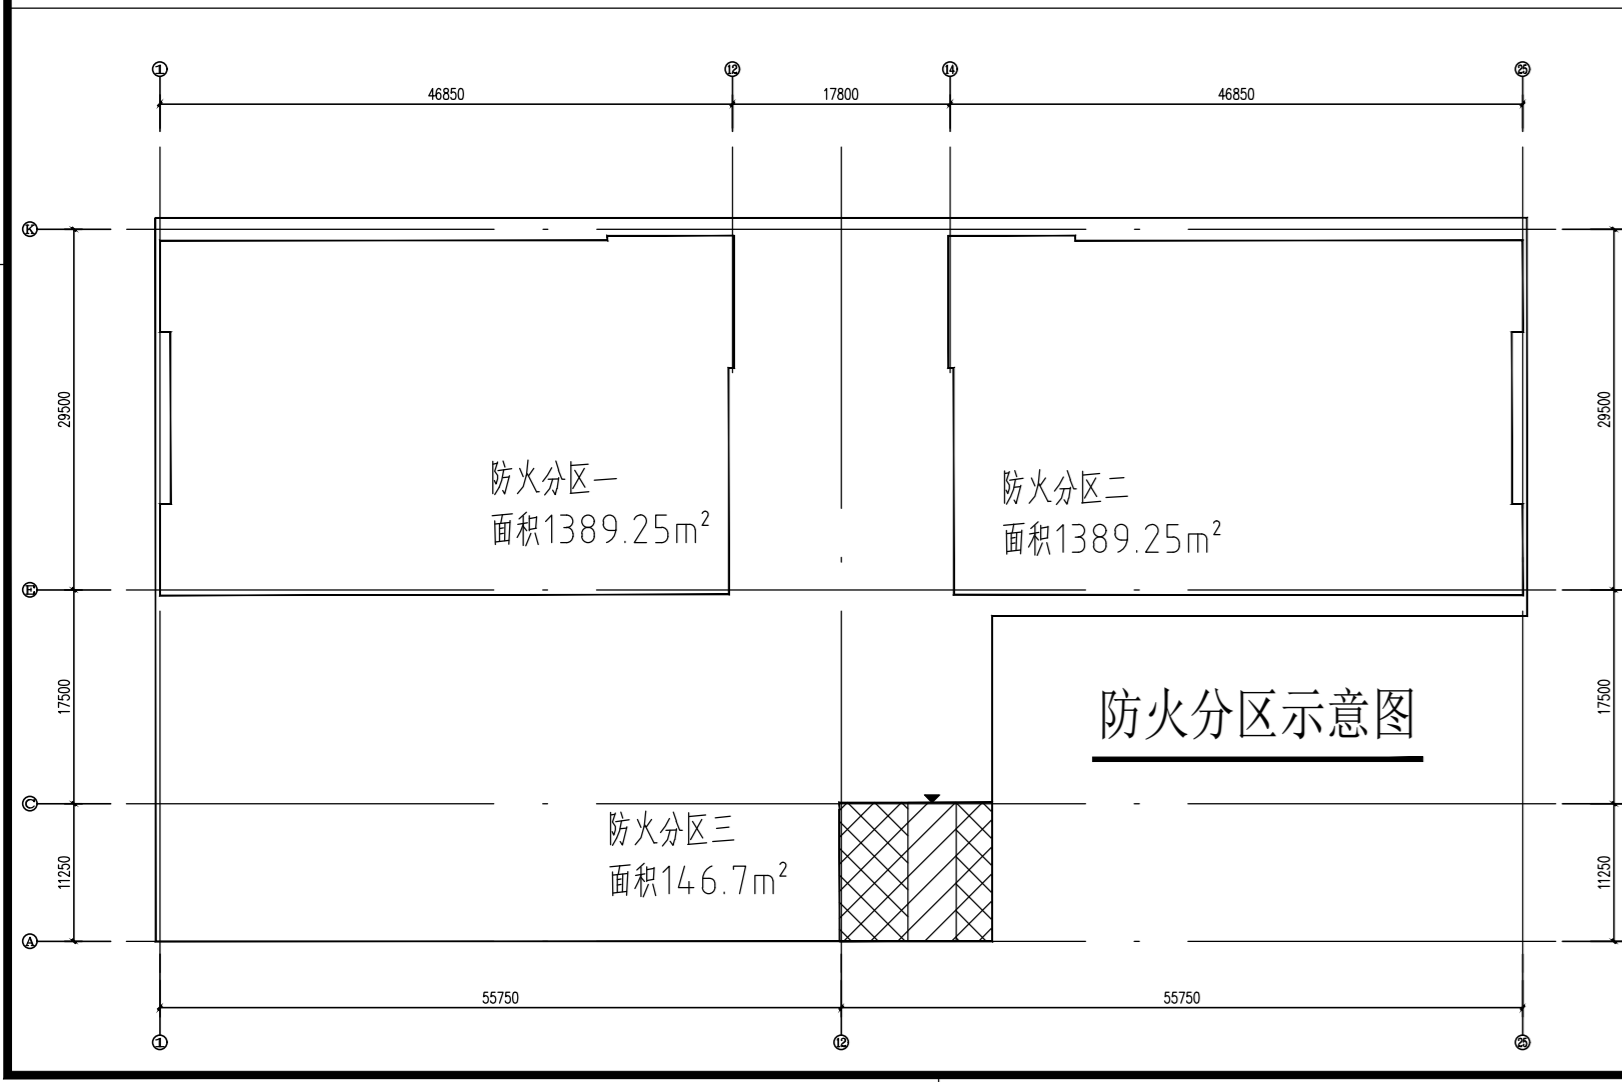 ① ⑫ ⑭ ㉕
46850 17800 46850
Ⓚ
29500 29500
防火分区一
面积1389.25m²
防火分区二
面积1389.25m²
Ⓔ
17500 17500
防火分区示意图
Ⓒ
防火分区三
面积146.7m²
11250 11250
Ⓐ
55750 55750
① ⑫ ㉕